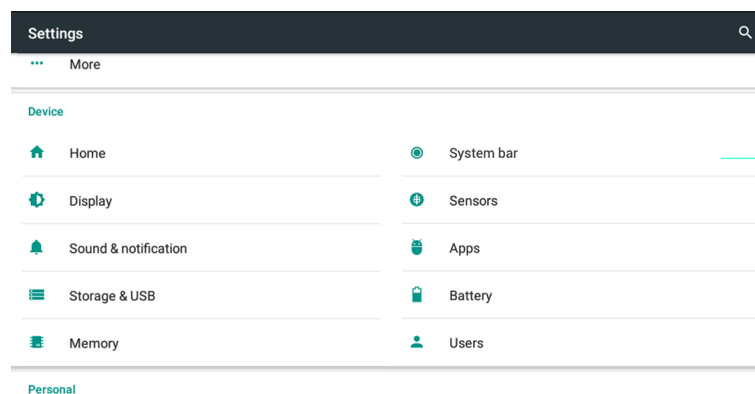 Settings
More
Device
Home
System bar
Display
Sensors
Sound & notification
Apps
Storage & USB
Battery
Memory
Users
Personal